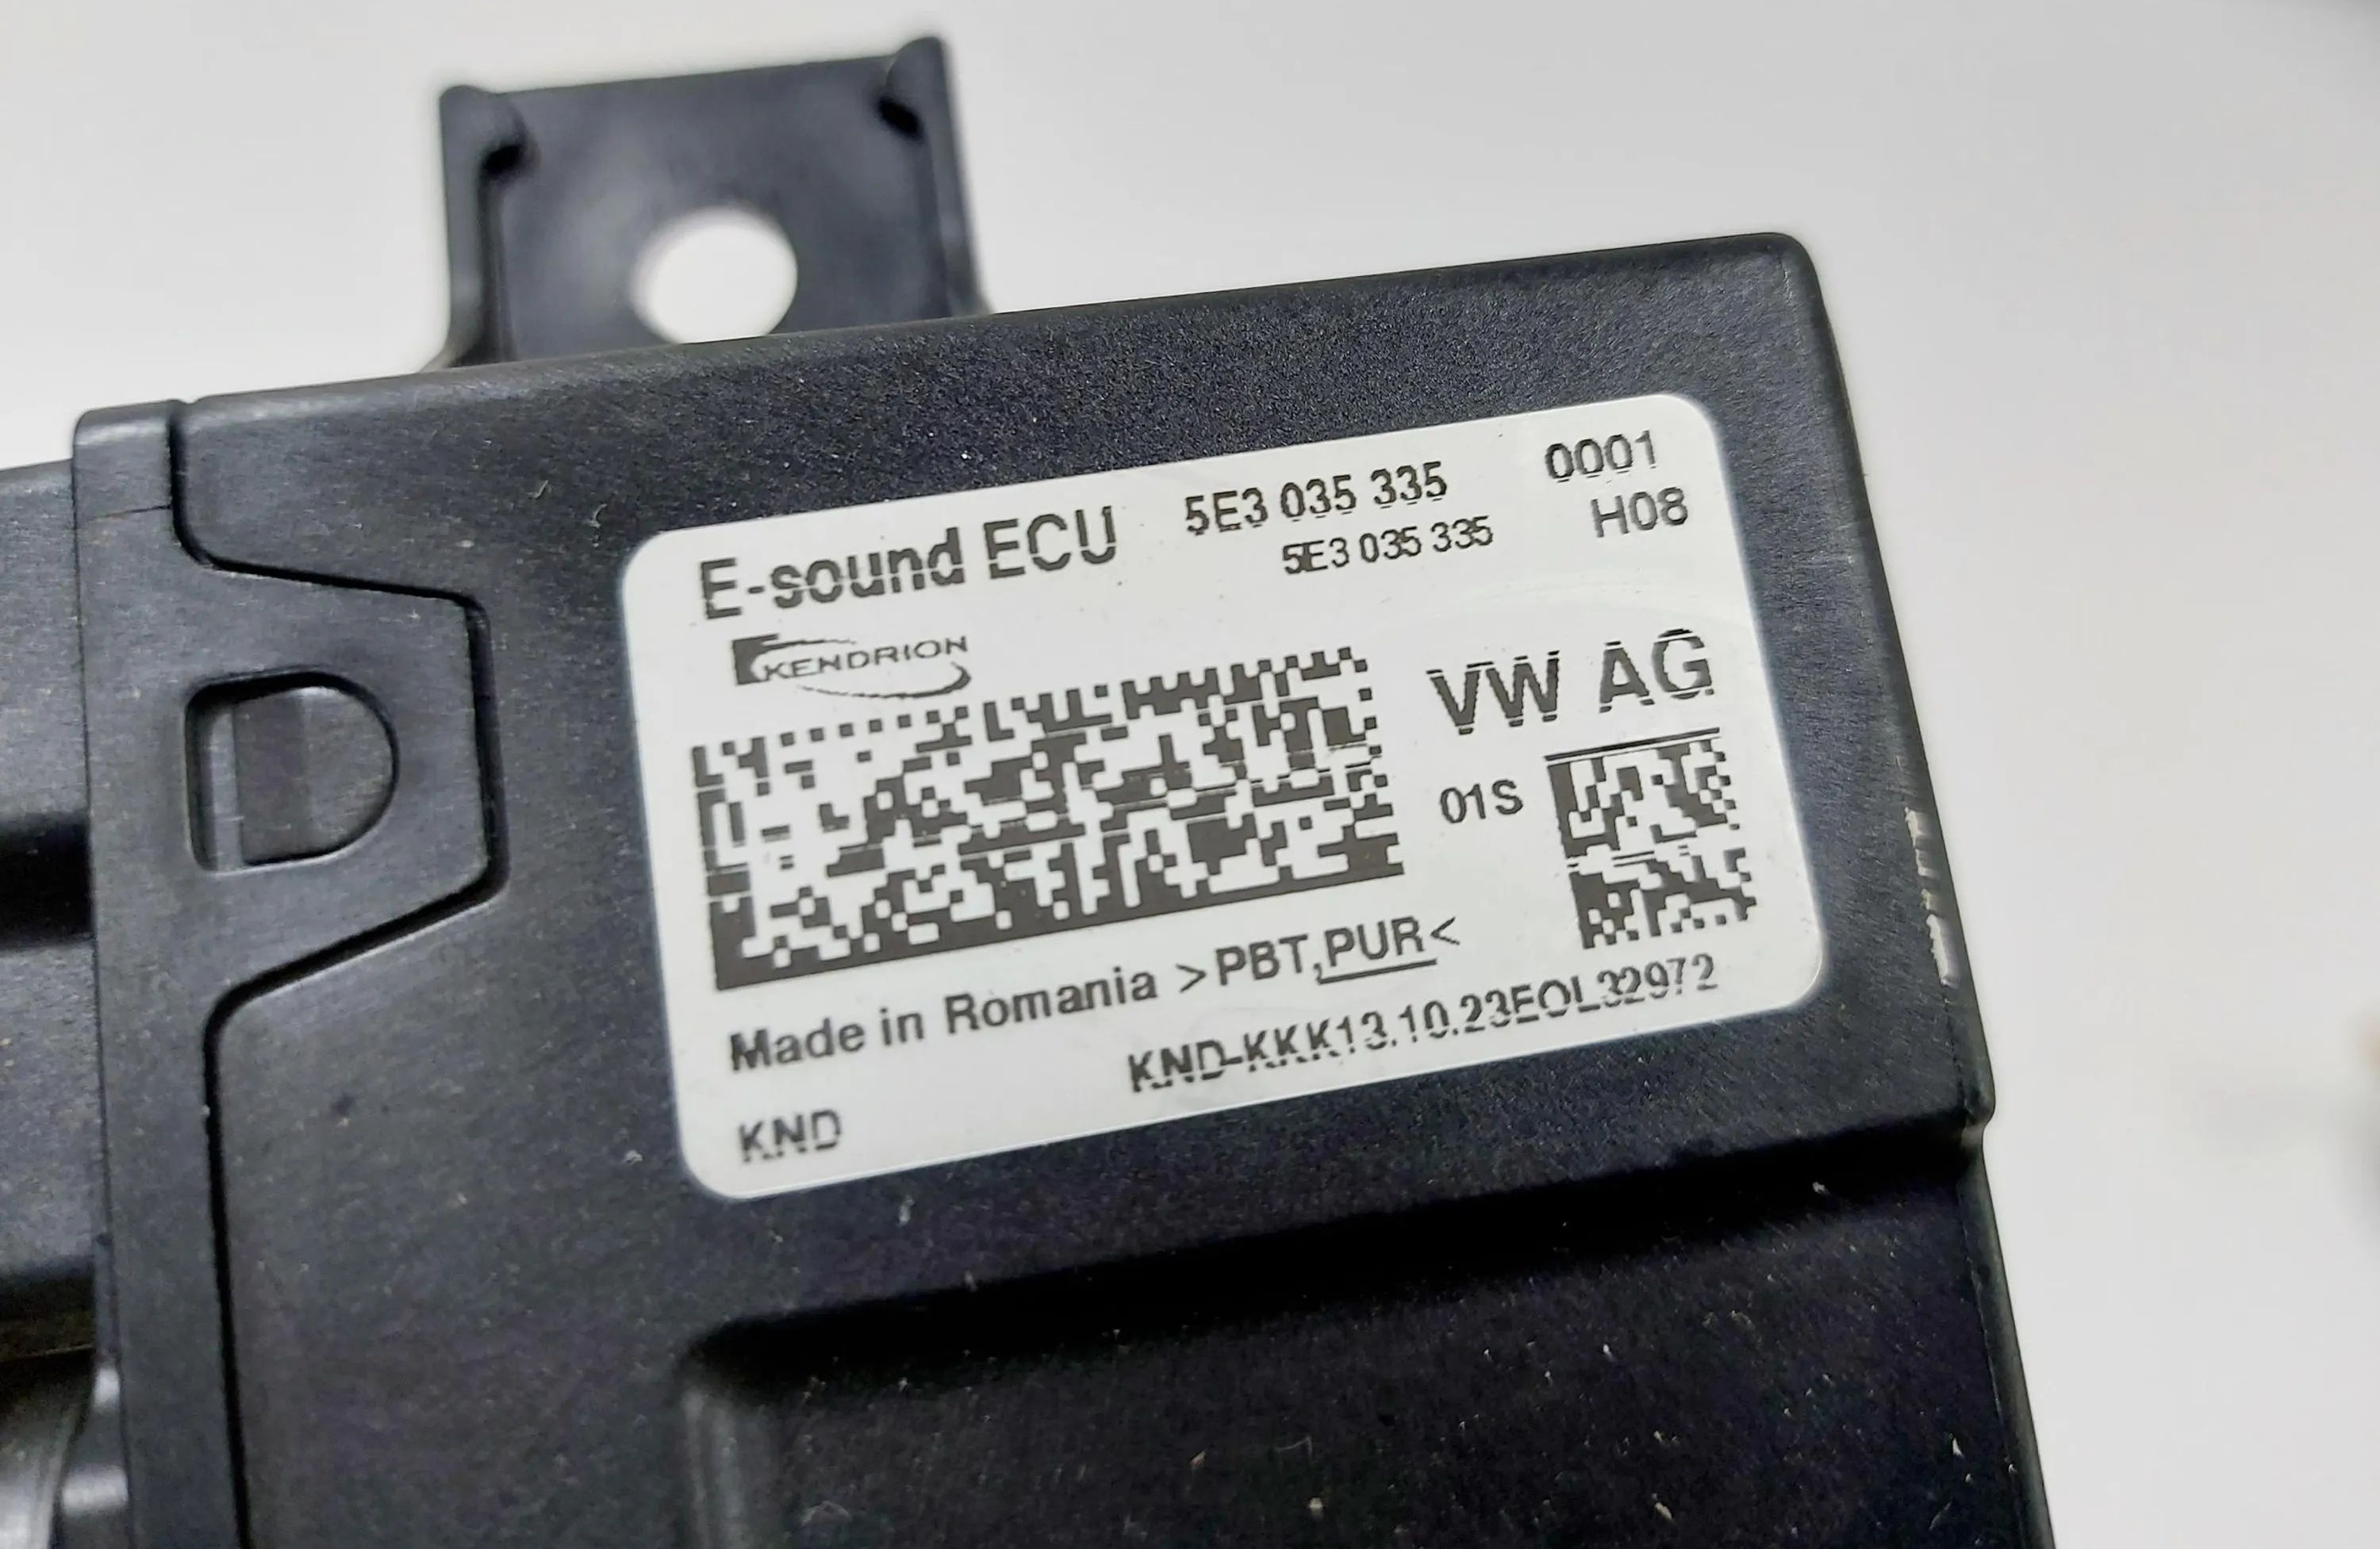 E-sound ECU 5E3 035 335 0001
5E3 035 335 H08
KENDRION
VW AG
01S
Made in Romania >PBT,PUR<
KND-KKK13.10.23EOL32972
KND